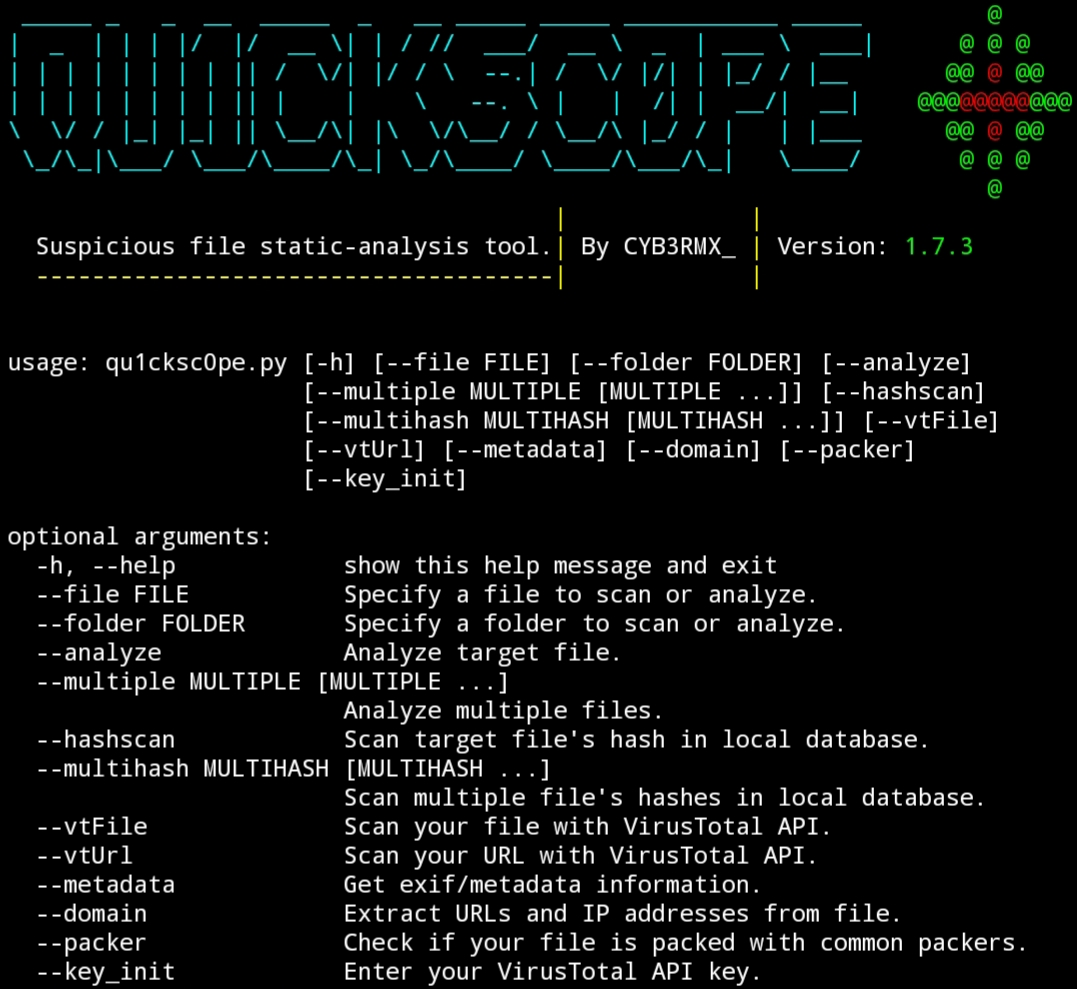 QU1CKSC0PE
Suspicious file static-analysis tool. | By CYB3RMX_ | Version: 1.7.3
usage: qu1cksc0pe.py [-h] [--file FILE] [--folder FOLDER] [--analyze]
[--multiple MULTIPLE [MULTIPLE ...]] [--hashscan]
[--multihash MULTIHASH [MULTIHASH ...]] [--vtFile]
[--vtUrl] [--metadata] [--domain] [--packer]
[--key_init]
optional arguments:
-h, --help show this help message and exit
--file FILE Specify a file to scan or analyze.
--folder FOLDER Specify a folder to scan or analyze.
--analyze Analyze target file.
--multiple MULTIPLE [MULTIPLE ...]
Analyze multiple files.
--hashscan Scan target file's hash in local database.
--multihash MULTIHASH [MULTIHASH ...]
Scan multiple file's hashes in local database.
--vtFile Scan your file with VirusTotal API.
--vtUrl Scan your URL with VirusTotal API.
--metadata Get exif/metadata information.
--domain Extract URLs and IP addresses from file.
--packer Check if your file is packed with common packers.
--key_init Enter your VirusTotal API key.